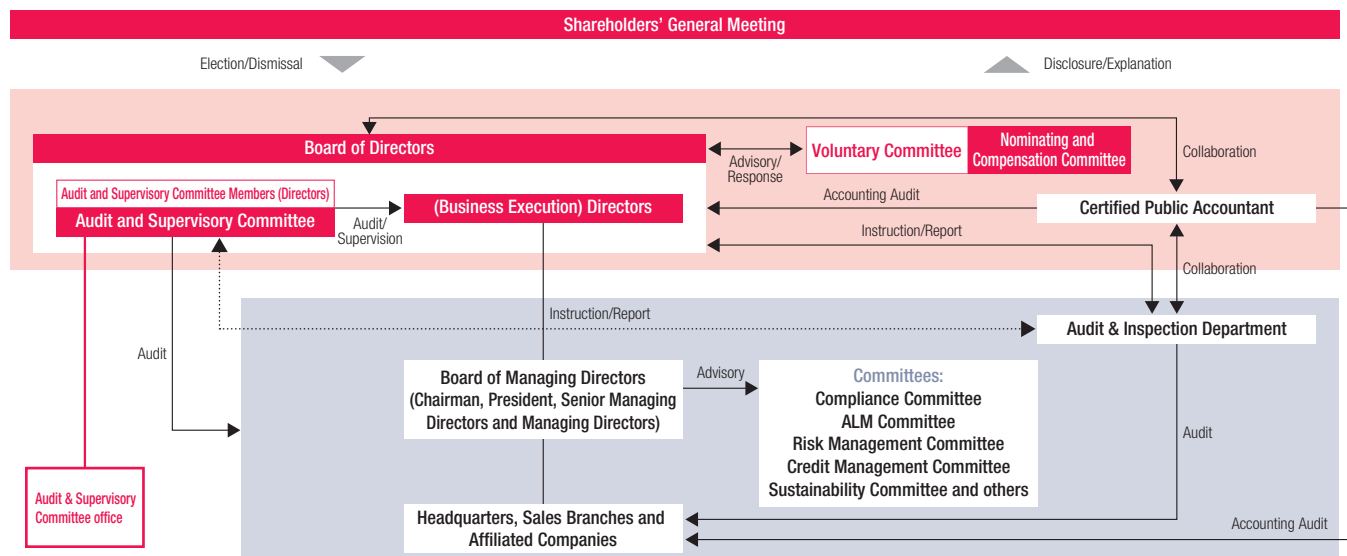 Shareholders' General Meeting
Election/Dismissal
Disclosure/Explanation
Board of Directors
Voluntary Committee
Nominating and
Compensation Committee
Advisory/
Response
Collaboration
Audit and Supervisory Committee Members (Directors)
Audit and Supervisory Committee
Audit/
Supervision
(Business Execution) Directors
Accounting Audit
Certified Public Accountant
Instruction/Report
Collaboration
Instruction/Report
Audit & Inspection Department
Audit
Board of Managing Directors
(Chairman, President, Senior Managing
Directors and Managing Directors)
Advisory
Committees:
Compliance Committee
ALM Committee
Risk Management Committee
Credit Management Committee
Sustainability Committee and others
Audit
Audit & Supervisory
Committee office
Headquarters, Sales Branches and
Affiliated Companies
Accounting Audit